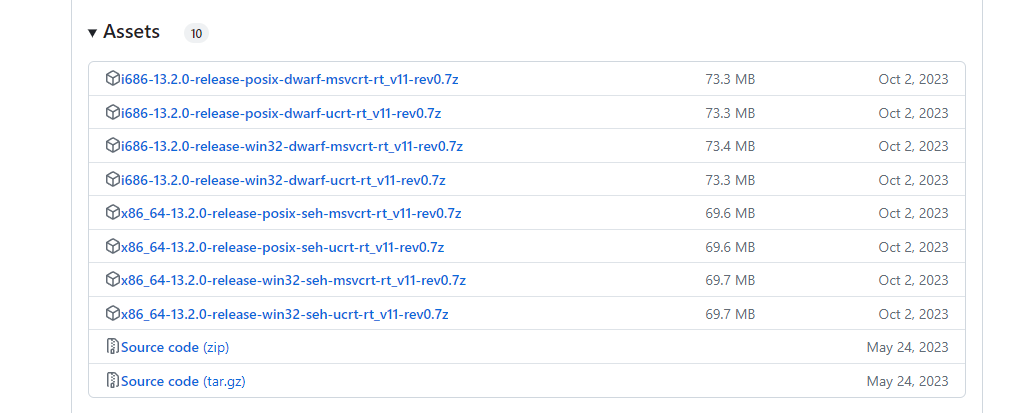 Assets 10
i686-13.2.0-release-posix-dwarf-msvcrt-rt_v11-rev0.7z 73.3 MB Oct 2, 2023
i686-13.2.0-release-posix-dwarf-ucrt-rt_v11-rev0.7z 73.3 MB Oct 2, 2023
i686-13.2.0-release-win32-dwarf-msvcrt-rt_v11-rev0.7z 73.4 MB Oct 2, 2023
i686-13.2.0-release-win32-dwarf-ucrt-rt_v11-rev0.7z 73.3 MB Oct 2, 2023
x86_64-13.2.0-release-posix-seh-msvcrt-rt_v11-rev0.7z 69.6 MB Oct 2, 2023
x86_64-13.2.0-release-posix-seh-ucrt-rt_v11-rev0.7z 69.6 MB Oct 2, 2023
x86_64-13.2.0-release-win32-seh-msvcrt-rt_v11-rev0.7z 69.7 MB Oct 2, 2023
x86_64-13.2.0-release-win32-seh-ucrt-rt_v11-rev0.7z 69.7 MB Oct 2, 2023
Source code (zip) May 24, 2023
Source code (tar.gz) May 24, 2023